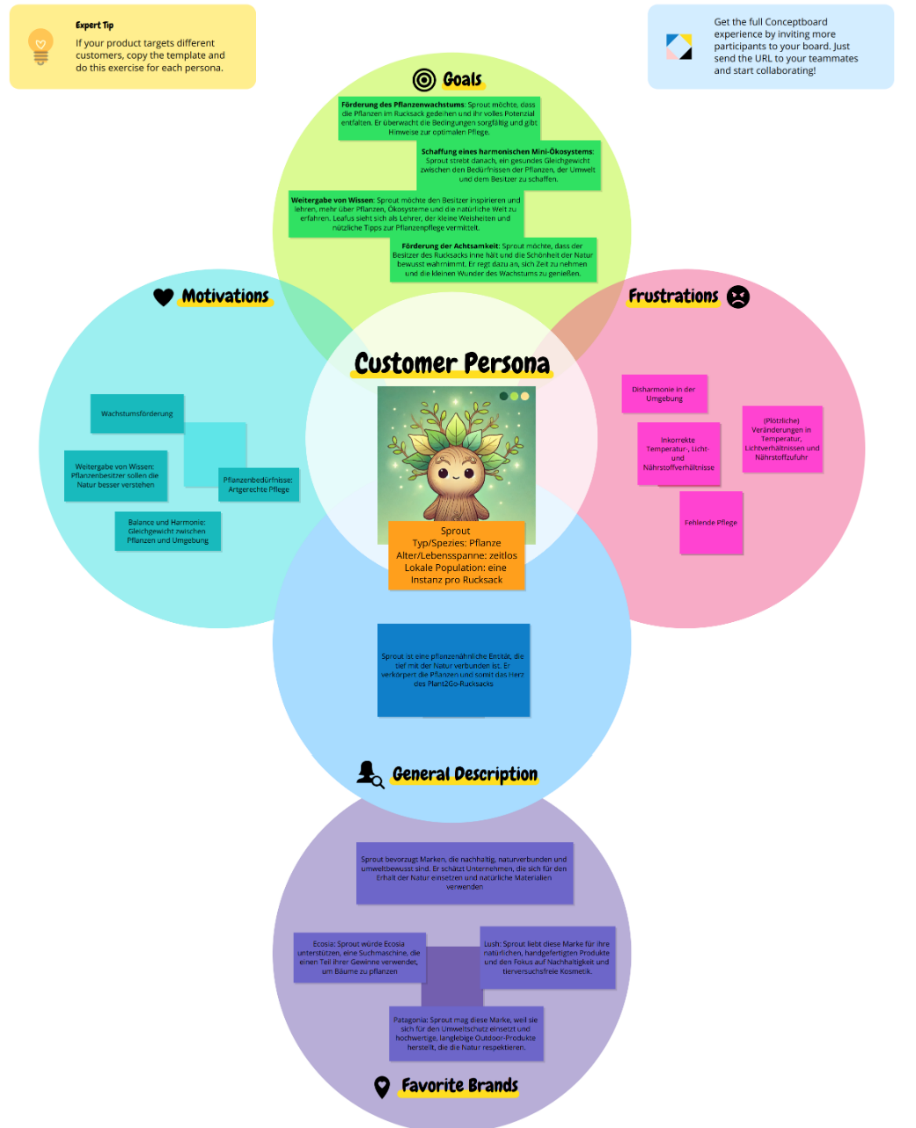 Expert Tip
If your product targets different
customers, copy the template and
do this exercise for each persona.
Get the full Conceptboard
experience by inviting more
participants to your board. Just
send the URL to your teammates
and start collaborating!
Goals
Förderung des Pflanzenwachstums: Sprout möchte, dass
die Pflanzen im Rucksack gedeihen und ihr volles Potenzial
entfalten. Er überwacht die Bedingungen sorgfältig und gibt
Hinweise zur optimalen Pflege.
Schaffung eines harmonischen Mini-Ökosystems:
Sprout strebt danach, ein gesundes Gleichgewicht
zwischen den Bedürfnissen der Pflanzen, der Umwelt
und dem Besitzer zu schaffen.
Weitergabe von Wissen: Sprout möchte den Besitzer inspirieren und
lehren, mehr über Pflanzen, Ökosysteme und die natürliche Welt zu
erfahren. Leafus sieht sich als Lehrer, der kleine Weisheiten und
nützliche Tipps zur Pflanzenpflege vermittelt.
Förderung der Achtsamkeit: Sprout möchte, dass der
Besitzer des Rucksacks inne hält und die Schönheit der Natur
bewusst wahrnimmt. Er regt dazu an, sich Zeit zu nehmen
und die kleinen Wunder des Wachstums zu genießen.
Motivations
Wachstumsförderung
Weitergabe von Wissen:
Pflanzenbesitzer sollen die
Natur besser verstehen
Pflanzenbedürfnisse:
Artgerechte Pflege
Balance und Harmonie:
Gleichgewicht zwischen
Pflanzen und Umgebung
Frustrations
Disharmonie in der
Umgebung
Inkorrekte
Temperatur-, Licht-
und
Nährstoffverhältnisse
(Plötzliche)
Veränderungen in
Temperatur,
Lichtverhältnissen und
Nährstoffzufuhr
Fehlende Pflege
Customer Persona
Sprout
Typ/Spezies: Pflanze
Alter/Lebensspanne: zeitlos
Lokale Population: eine
Instanz pro Rucksack
Sprout ist eine pflanzenähnliche Entität, die
tief mit der Natur verbunden ist. Er
verkörpert die Pflanzen und somit das Herz
des Plant2Go-Rucksacks
General Description
Sprout bevorzugt Marken, die nachhaltig, naturverbunden und
umweltbewusst sind. Er schätzt Unternehmen, die sich für den
Erhalt der Natur einsetzen und natürliche Materialien
verwenden
Ecosia: Sprout würde Ecosia
unterstützen, eine Suchmaschine, die
einen Teil ihrer Gewinne verwendet,
um Bäume zu pflanzen
Lush: Sprout liebt diese Marke für ihre
natürlichen, handgefertigten Produkte
und den Fokus auf Nachhaltigkeit und
tierversuchsfreie Kosmetik.
Patagonia: Sprout mag diese Marke, weil sie
sich für den Umweltschutz einsetzt und
hochwertige, langlebige Outdoor-Produkte
herstellt, die die Natur respektieren.
Favorite Brands